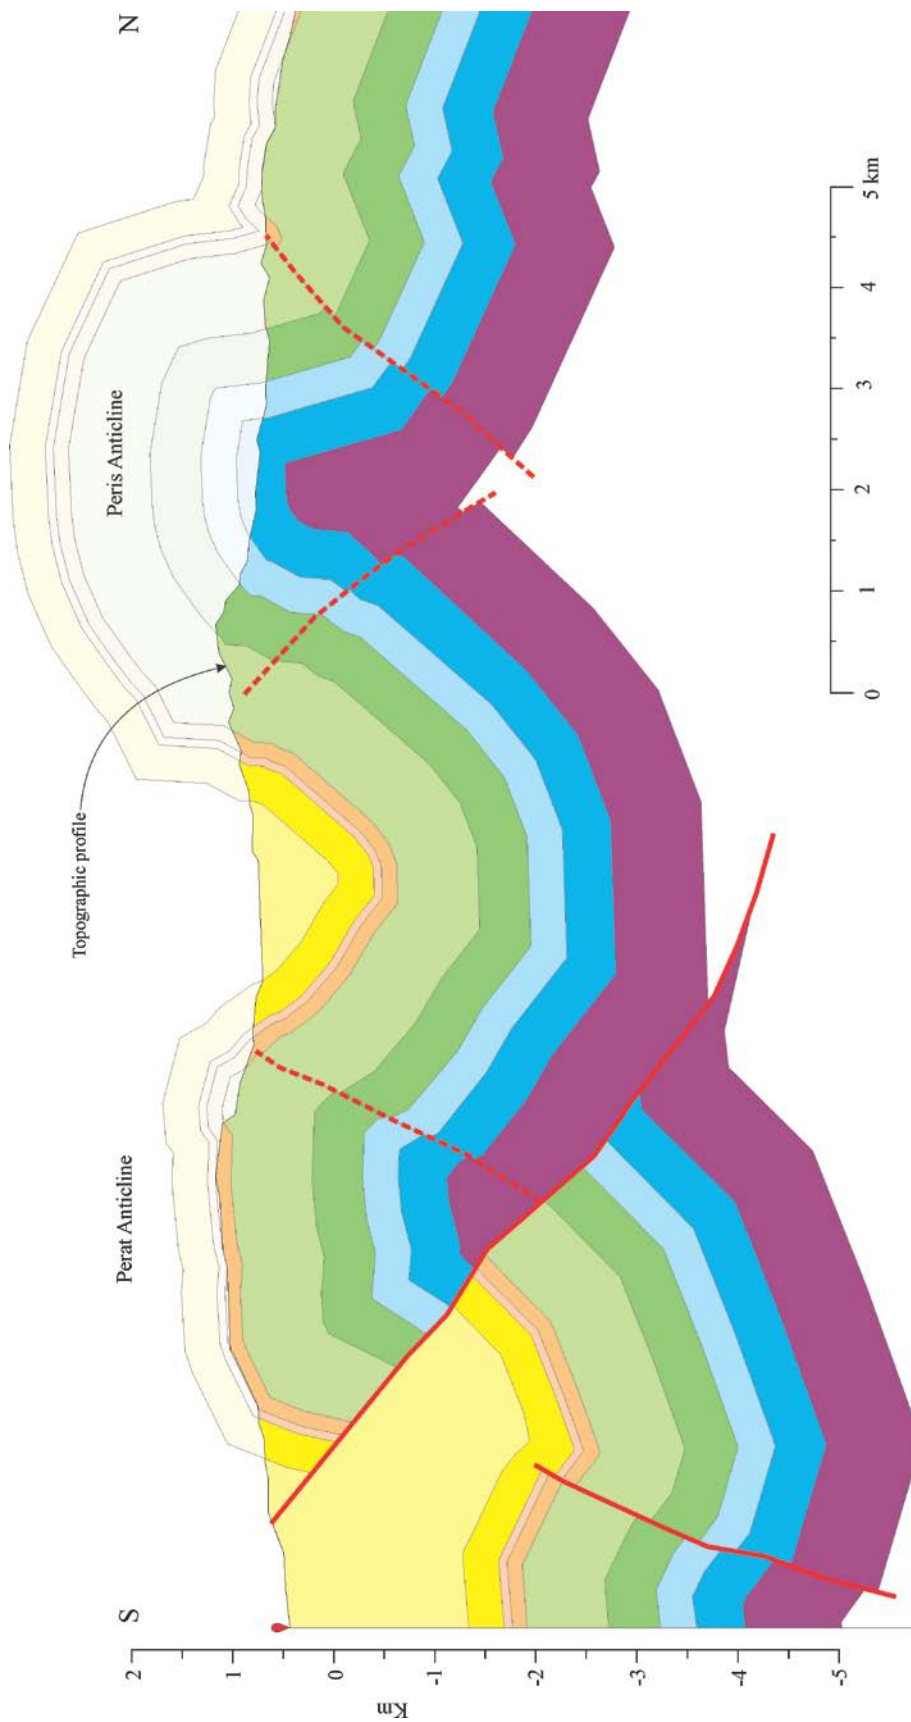 S
N
Perat Anticline
Peris Anticline
Topographic profile
2
1
0
-1
-2
-3
-4
-5
Km
0 1 2 3 4 5 km